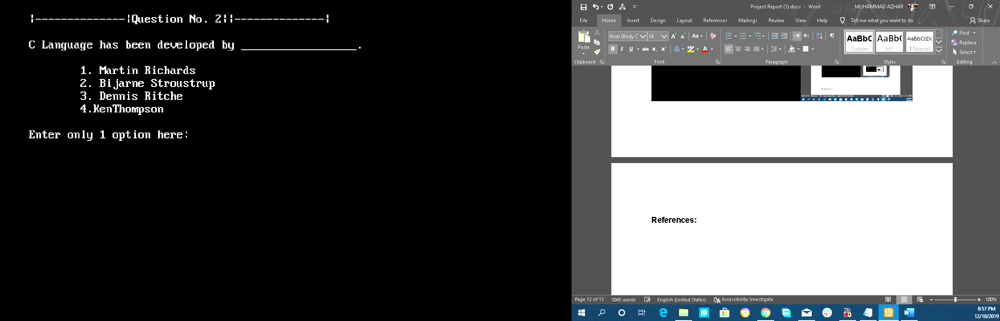 |--------------|Question No. 2||--------------|
C Language has been developed by __________________.
1. Martin Richards
2. Bijarne Stroustrup
3. Dennis Ritche
4.KenThompson
Enter only 1 option here:
Project Report (1).docx - Word
MUHAMMAD AZHAR
File Home Insert Design Layout References Mailings Review View Help Tell me what you want to do Share
Arial (Body C 14 Aa
Paste
B I U abc x₂ x² A A
AaBbC AaBbC AaBbCcDc
Custom H1 ¶ Normal
Find
Replace
Select
Clipboard Font Paragraph Styles Editing
References
References:
Page 12 of 13 1045 words English (United States) Accessibility: Investigate 100%
8:57 PM
12/10/2019